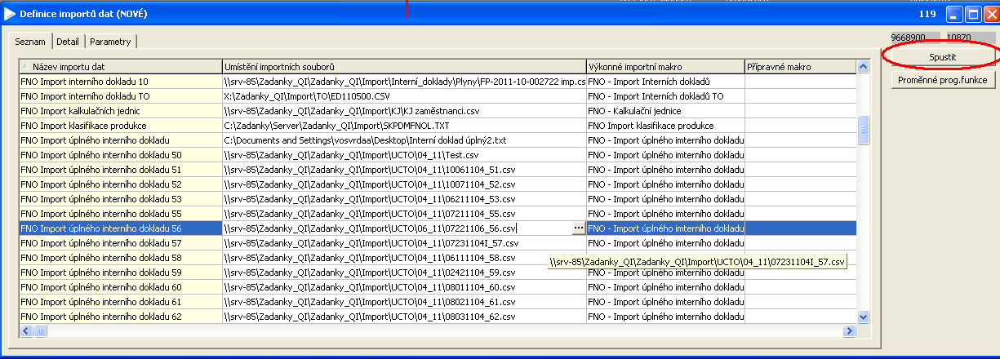 Definice importů dat (NOVÉ) 119
Seznam Detail Parametry
9668900 10870
Spustit
Proměnné prog.funkce
Název importu dat Umístění importních souborů Výkonné importní makro Přípravné makro
FNO Import interního dokladu 10 \\srv-85\Zadanky_QI\Zadanky_QI\Import\Interní_doklady\Plyny\FP-2011-10-002722 imp.cs FNO - Import Interních dokladů
FNO Import interního dokladu TO X:\Zadanky_QI\Import\TO\ED110500.CSV FNO - Import Interních dokladů TO
FNO Import kalkulačních jednic \\srv-85\Zadanky_QI\Zadanky_QI\Import\KJ\KJ zaměstnanci.csv FNO - Kalkulační jednice
FNO Import klasifikace produkce C:\Zadanky\Server\Zadanky_QI\Import\SKPDMFNOL.TXT FNO Import klasifikace produkce
FNO Import úplného interního dokladu C:\Documents and Settings\vosvrdaa\Desktop\Interní doklad úplný2.txt FNO - Import úplného imterního dokladu
FNO Import úplného imterního dokladu 50 \\srv-85\Zadanky_QI\Zadanky_QI\Import\UCTO\04_11\Test.csv FNO - Import úplného imterního dokladu
FNO Import úplného imterního dokladu 51 \\srv-85\Zadanky_QI\Zadanky_QI\Import\UCTO\04_11\10061104_51.csv FNO - Import úplného imterního dokladu
FNO Import úplného imterního dokladu 52 \\srv-85\Zadanky_QI\Zadanky_QI\Import\UCTO\04_11\10071104_52.csv FNO - Import úplného imterního dokladu
FNO Import úplného imterního dokladu 53 \\srv-85\Zadanky_QI\Zadanky_QI\Import\UCTO\04_11\06211104_53.csv FNO - Import úplného imterního dokladu
FNO Import úplného imterního dokladu 55 \\srv-85\Zadanky_QI\Zadanky_QI\Import\UCTO\04_11\07211104_55.csv FNO - Import úplného imterního dokladu
FNO Import úplného imterního dokladu 56 \\srv-85\Zadanky_QI\Zadanky_QI\Import\UCTO\06_11\07221106_56.csv ... FNO - Import úplného imterního dokladu
FNO Import úplného imterního dokladu 57 \\srv-85\Zadanky_QI\Zadanky_QI\Import\UCTO\04_11\07231104I_57.csv FNO - Import úplného imterního dokladu
FNO Import úplného imterního dokladu 58 \\srv-85\Zadanky_QI\Zadanky_QI\Import\UCTO\04_11\06111104_58.csv
\\srv-85\Zadanky_QI\Zadanky_QI\Import\UCTO\04_11\07231104I_57.csv
FNO Import úplného imterního dokladu 59 \\srv-85\Zadanky_QI\Zadanky_QI\Import\UCTO\04_11\02421104_59.csv FNO - Import úplného imterního dokladu
FNO Import úplného imterního dokladu 60 \\srv-85\Zadanky_QI\Zadanky_QI\Import\UCTO\04_11\08011104_60.csv FNO - Import úplného imterního dokladu
FNO Import úplného imterního dokladu 61 \\srv-85\Zadanky_QI\Zadanky_QI\Import\UCTO\04_11\08021104_61.csv FNO - Import úplného imterního dokladu
FNO Import úplného imterního dokladu 62 \\srv-85\Zadanky_QI\Zadanky_QI\Import\UCTO\04_11\08031104_62.csv FNO - Import úplného imterního dokladu